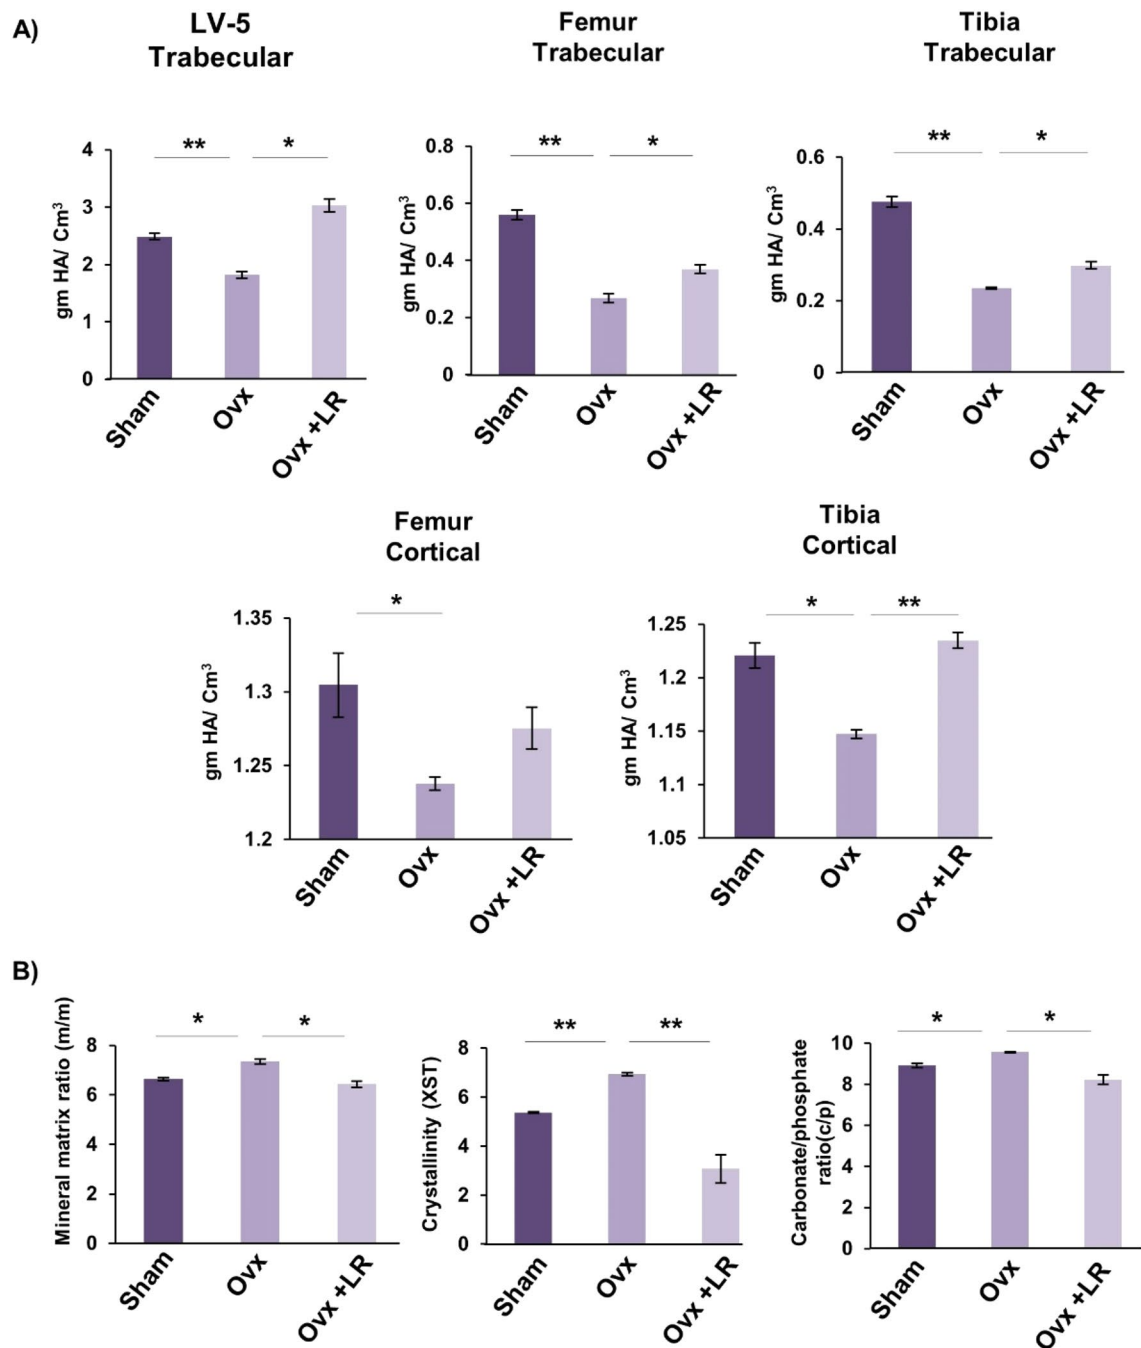 A)
LV-5
Trabecular
Femur
Trabecular
Tibia
Trabecular
gm HA/ Cm³
4
3
2
1
0
**
*
Sham
Ovx
Ovx +LR
gm HA/ Cm³
0.8
0.6
0.4
0.2
0
**
*
Sham
Ovx
Ovx +LR
gm HA/ Cm³
0.6
0.4
0.2
0
**
*
Sham
Ovx
Ovx +LR
Femur
Cortical
gm HA/ Cm³
1.35
1.3
1.25
1.2
*
Sham
Ovx
Ovx +LR
Tibia
Cortical
gm HA/ Cm³
1.25
1.2
1.15
1.1
1.05
*
**
Sham
Ovx
Ovx +LR
B)
Mineral matrix ratio (m/m)
8
6
4
2
0
*
*
Sham
Ovx
Ovx +LR
Crystallinity (XST)
8
6
4
2
0
**
**
Sham
Ovx
Ovx +LR
Carbonate/phosphate
ratio(c/p)
10
8
6
4
2
0
*
*
Sham
Ovx
Ovx +LR